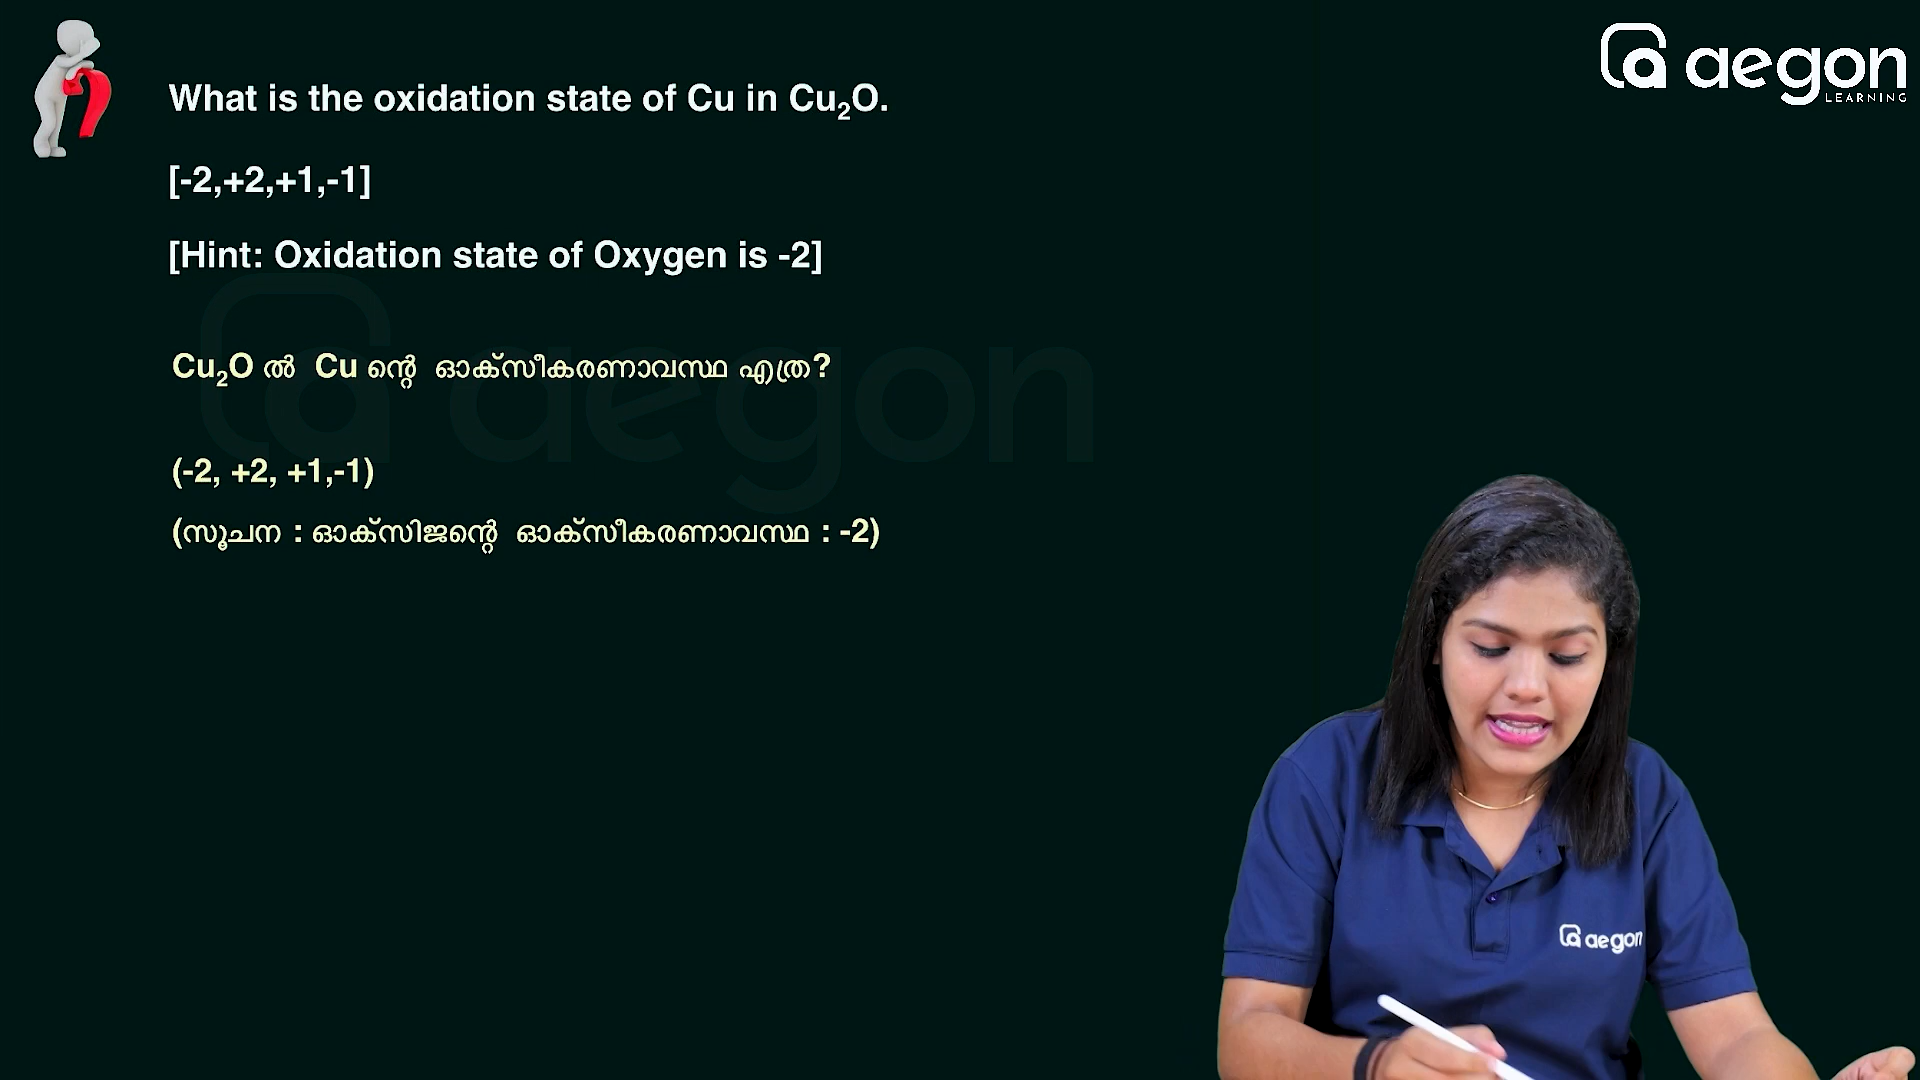 aegon
LEARNING
What is the oxidation state of Cu in Cu₂O.
[-2,+2,+1,-1]
[Hint: Oxidation state of Oxygen is -2]
Cu₂O ൽ Cu ന്റെ ഓക്സീകരണാവസ്ഥ എത്ര?
(-2, +2, +1,-1)
(സൂചന : ഓക്സിജന്റെ ഓക്സീകരണാവസ്ഥ : -2)
aegon
aegon